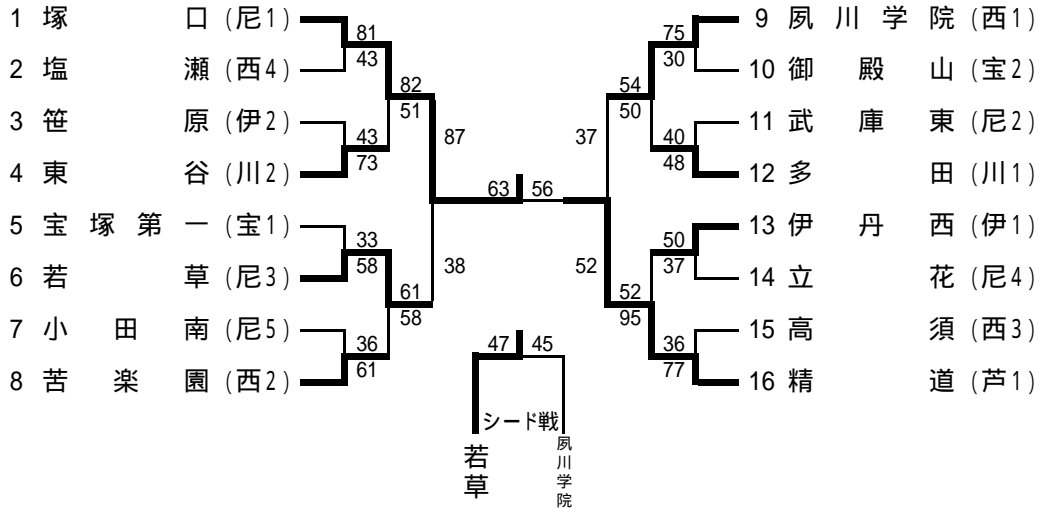 1 塚口 (尼1)
81
43
2 塩瀬 (西4)
82
51
3 笹原 (伊2)
43
73
4 東谷 (川2)
87
63
5 宝塚第一 (宝1)
33
58
6 若草 (尼3)
38
61
58
7 小田南 (尼5)
36
61
8 苦楽園 (西2)
9 夙川学院 (西1)
75
30
10 御殿山 (宝2)
54
50
11 武庫東 (尼2)
40
48
12 多田 (川1)
37
56
13 伊丹西 (伊1)
50
37
14 立花 (尼4)
52
52
95
15 高須 (西3)
36
77
16 精道 (芦1)
47 45
シード戦
若草
夙川学院